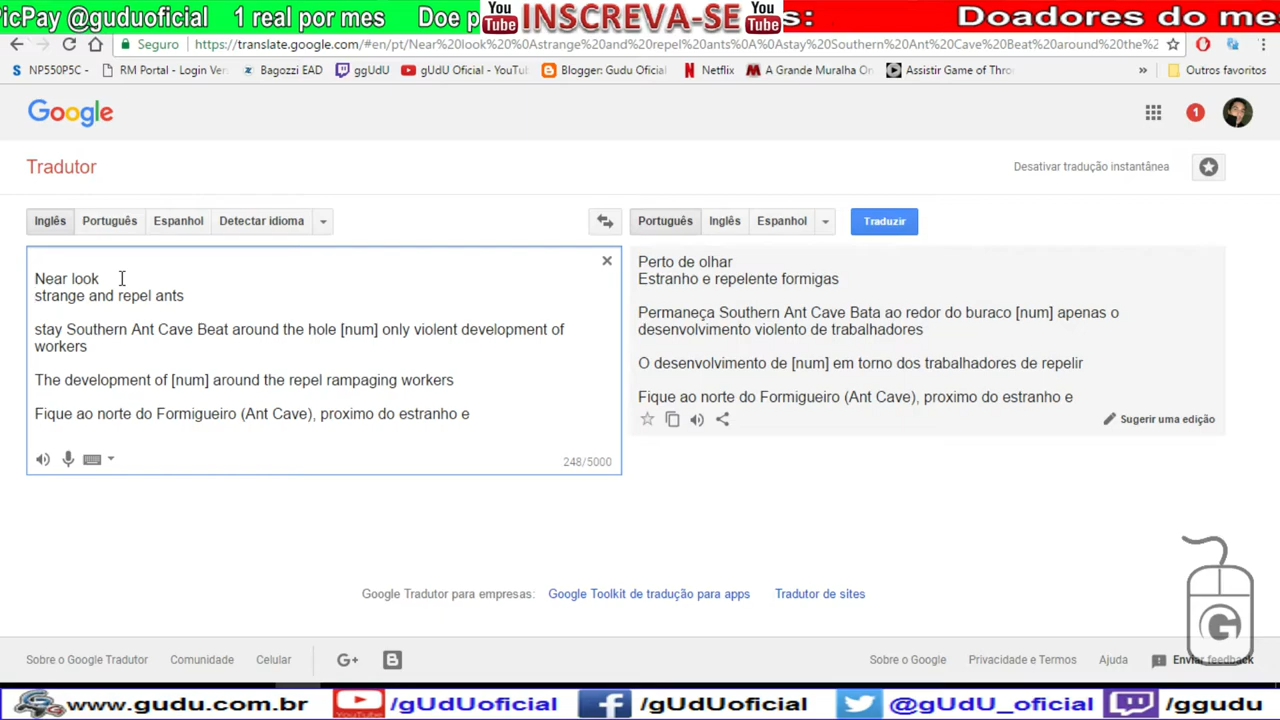 PicPay @guduoficial 1 real por mes Doe p You Tube INSCREVA-SE You Tube s: Doadores do me
Seguro https://translate.google.com/#en/pt/Near%20look%20%0Astrange%20and%20repel%20ants%0A%0Astay%20Southern%20Ant%20Cave%20Beat%20around%20the%2
NP550P5C - RM Portal - Login Ver Bagozzi EAD ggUdU gUdU Oficial - YouTu Blogger: Gudu Oficial Netflix A Grande Muralha On Assistir Game of Thro » Outros favoritos
Google 1
Tradutor Desativar tradução instantânea
Inglês Português Espanhol Detectar idioma Português Inglês Espanhol Traduzir
Near look
strange and repel ants
stay Southern Ant Cave Beat around the hole [num] only violent development of
workers
The development of [num] around the repel rampaging workers
Fique ao norte do Formigueiro (Ant Cave), proximo do estranho e
248/5000
Perto de olhar
Estranho e repelente formigas
Permaneça Southern Ant Cave Bata ao redor do buraco [num] apenas o
desenvolvimento violento de trabalhadores
O desenvolvimento de [num] em torno dos trabalhadores de repelir
Fique ao norte do Formigueiro (Ant Cave), proximo do estranho e
Sugerir uma edição
Google Tradutor para empresas: Google Toolkit de tradução para apps Tradutor de sites
G
Sobre o Google Tradutor Comunidade Celular G+ Sobre o Google Privacidade e Termos Ajuda Enviar feedback
www.gudu.com.br YouTube /gUdUoficial /gUdUoficial @gUdU_oficial /ggudu